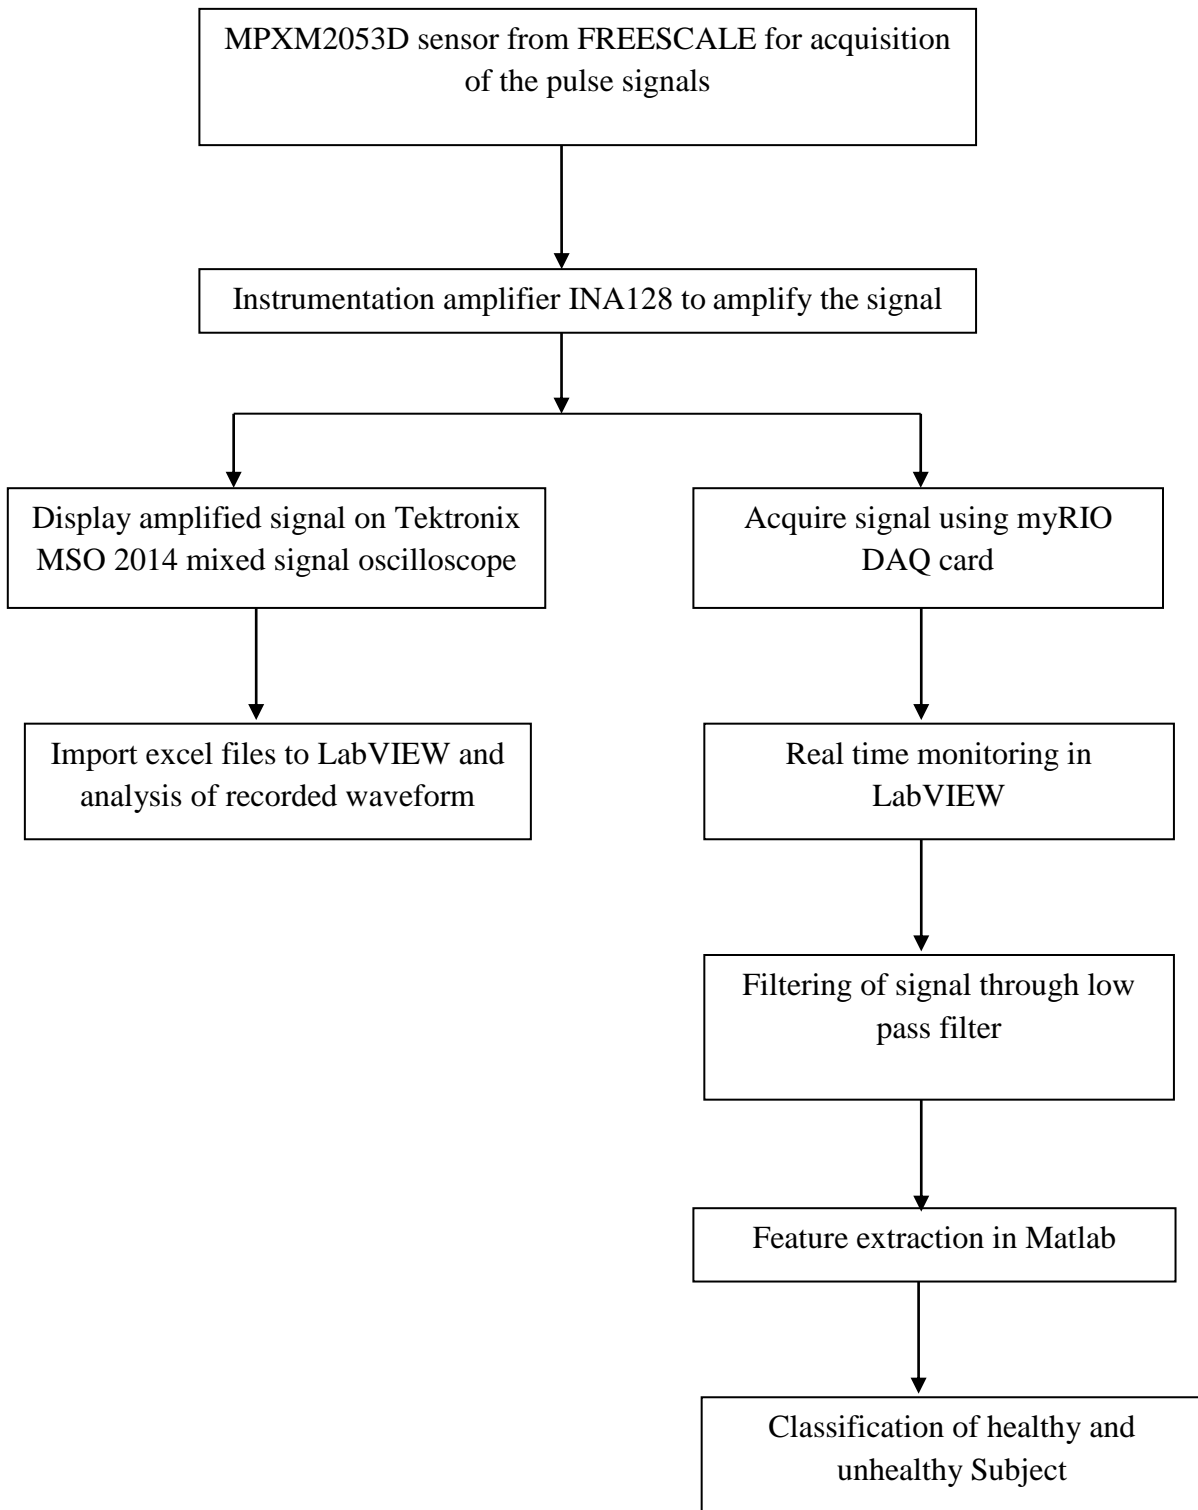 MPXM2053D sensor from FREESCALE for acquisition
of the pulse signals
Instrumentation amplifier INA128 to amplify the signal
Display amplified signal on Tektronix
MSO 2014 mixed signal oscilloscope
Acquire signal using myRIO
DAQ card
Import excel files to LabVIEW and
analysis of recorded waveform
Real time monitoring in
LabVIEW
Filtering of signal through low
pass filter
Feature extraction in Matlab
Classification of healthy and
unhealthy Subject